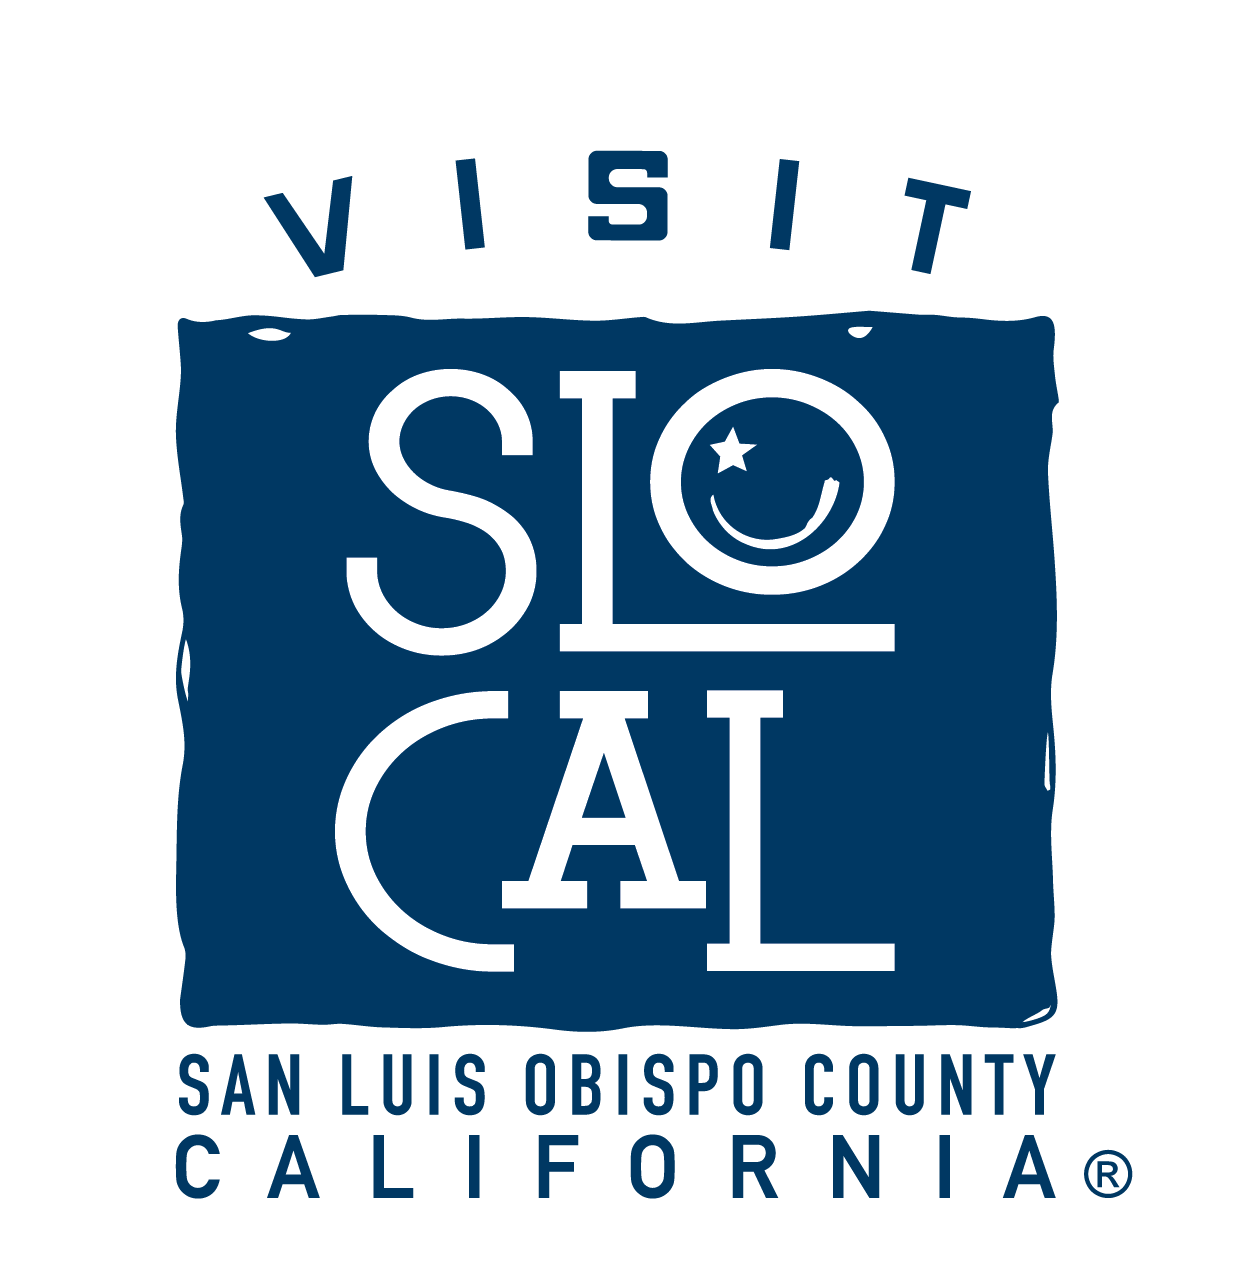 VISIT
SLO
CAL
SAN LUIS OBISPO COUNTY
CALIFORNIA®